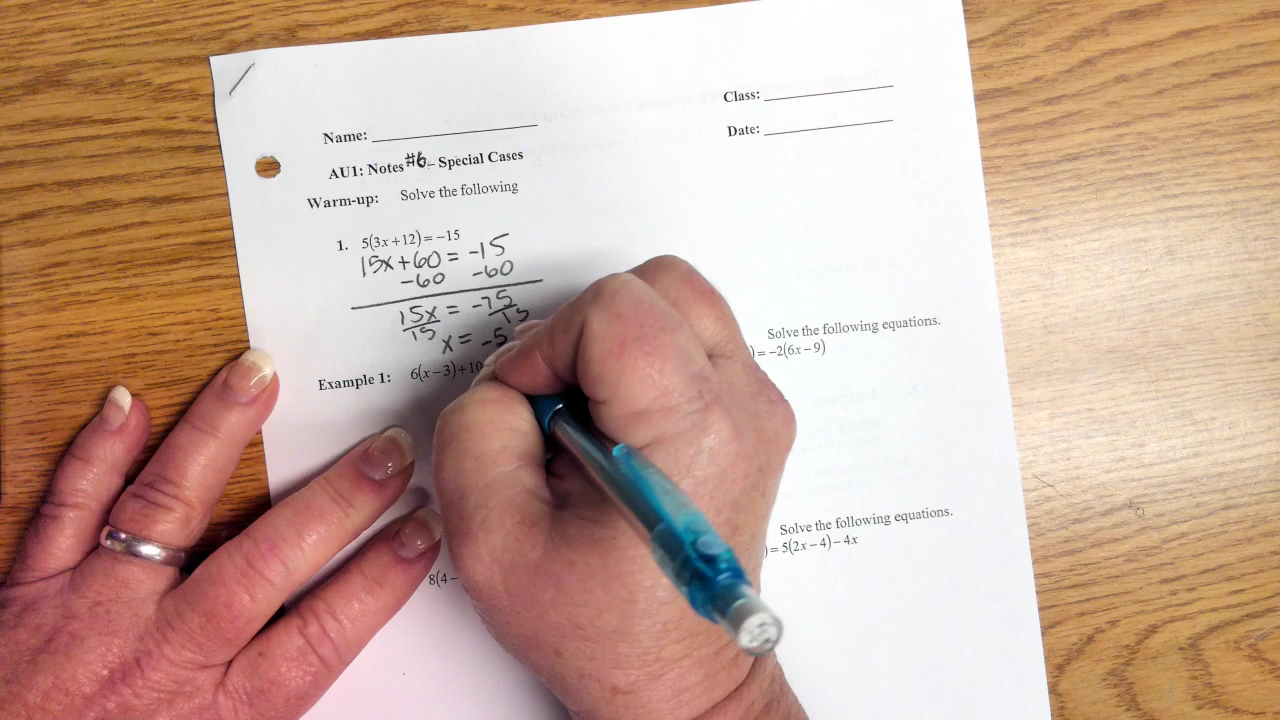 Class:
Name:
Date:
AU1: Notes #6 – Special Cases
Warm-up: Solve the following
1. 5(3x+12)=−15
15x+60 = -15
-60 -60
15x = -75
15 15
x = -5
Solve the following equations.
)=−2(6x−9)
Example 1: 6(x−3)+10
Solve the following equations.
)=5(2x−4)−4x
8(4−